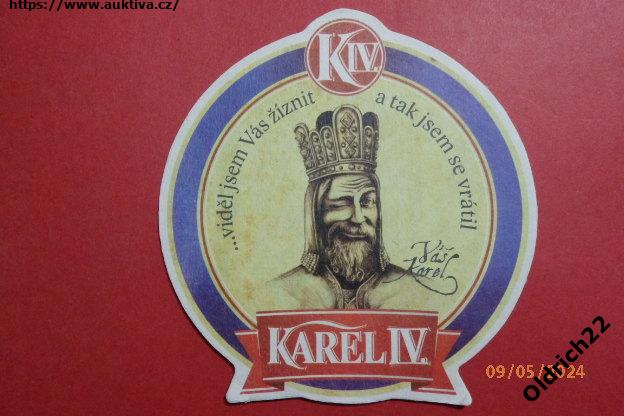 https://www.auktiva.cz/
K IV.
...viděl jsem Vás žíznit
a tak jsem se vrátil
Váš
Karel
KAREL IV.
09/05/2024
Oldrich22